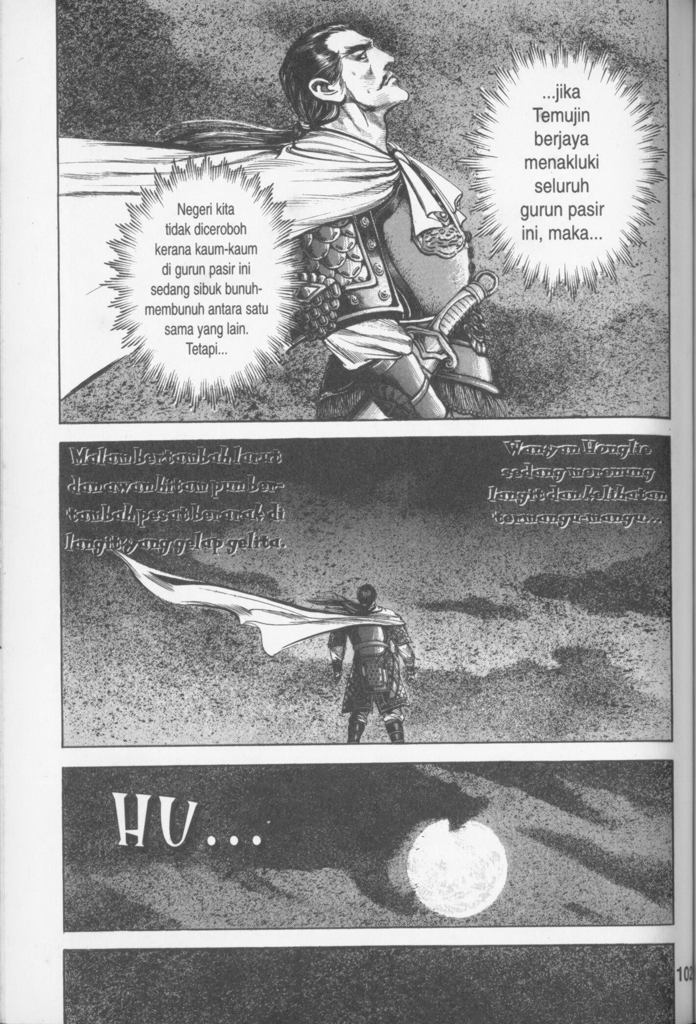 Negeri kita
tidak diceroboh
kerana kaum-kaum
di gurun pasir ini
sedang sibuk bunuh-
membunuh antara satu
sama yang lain.
Tetapi...
...jika
Temujin
berjaya
menakluki
seluruh
gurun pasir
ini, maka...
Malam bertambah larut
dan awan hitam pun ber-
tambah pesat berarak di
langit yang gelap gelita.
Wanyan Honglie
sedang merenung
langit dan kelihatan
termangu-mangu...
HU...
102